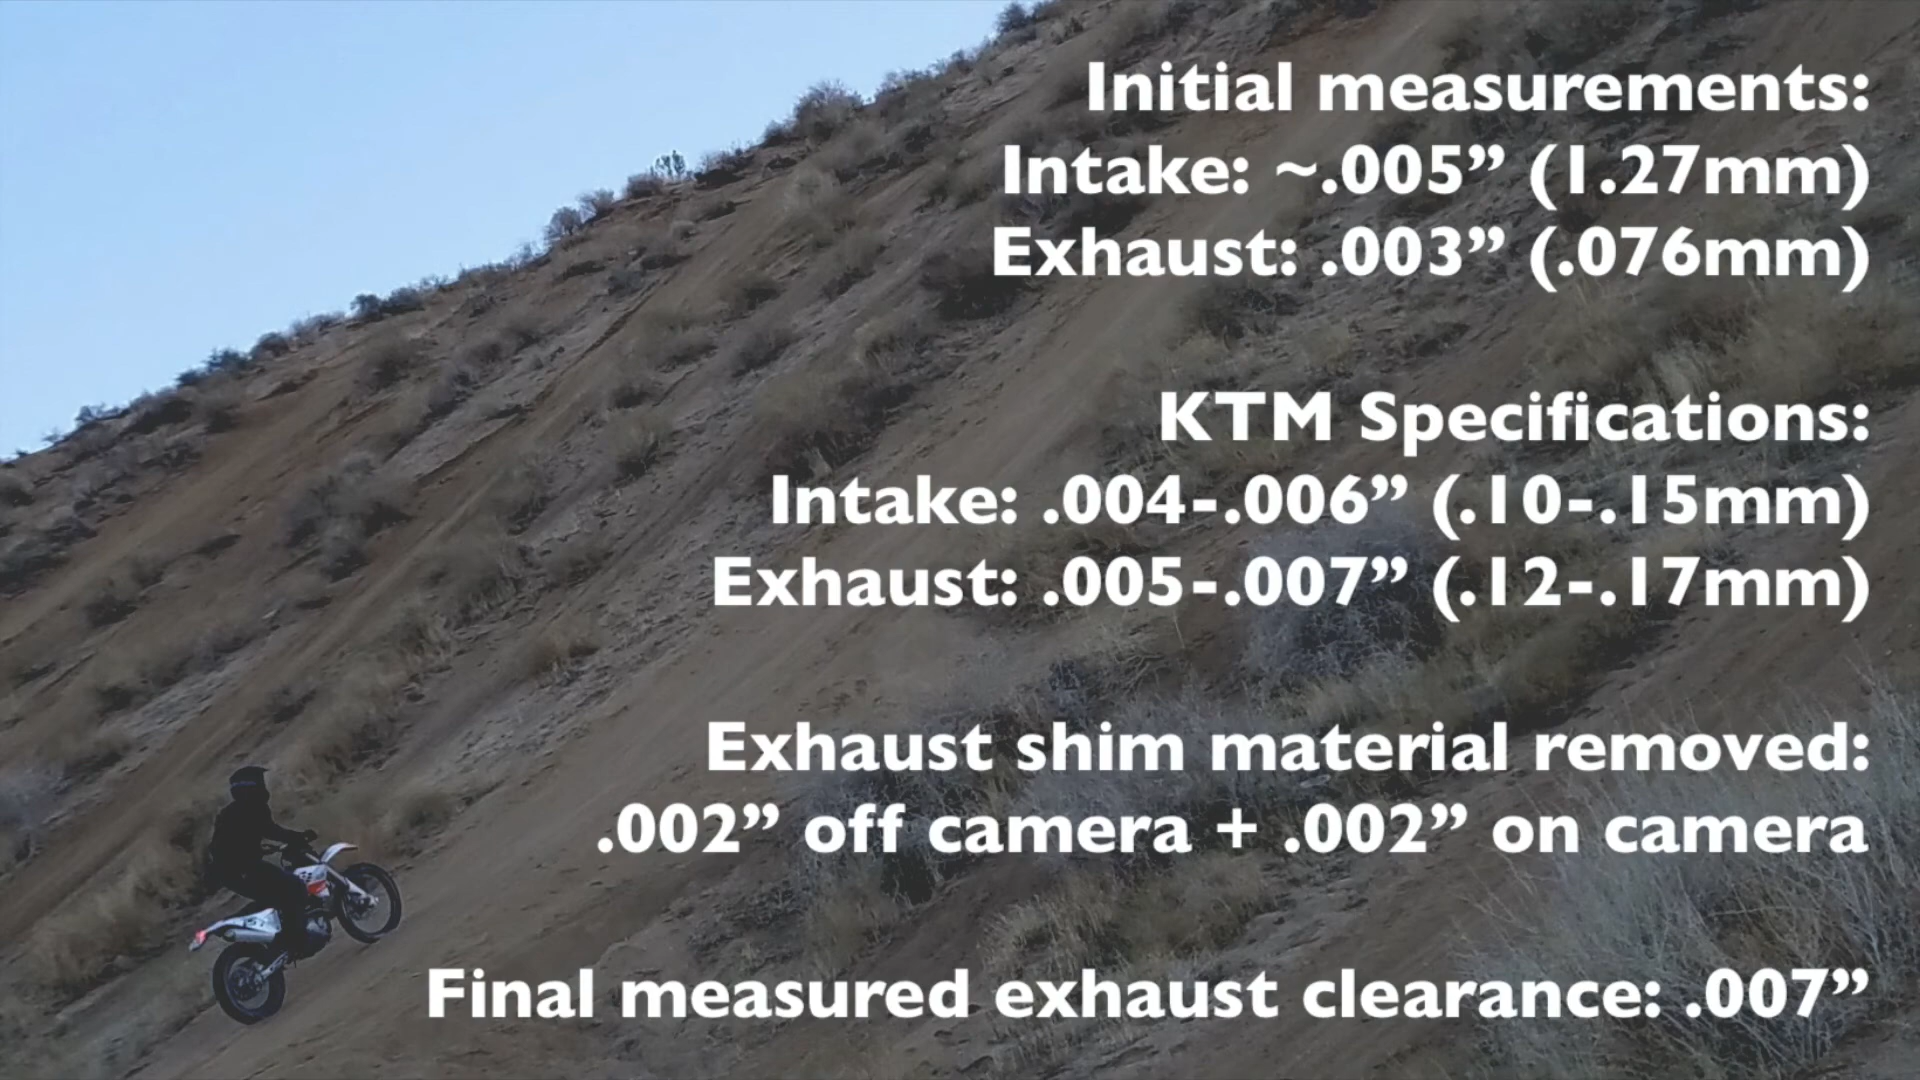 Initial measurements:
Intake: ~.005” (1.27mm)
Exhaust: .003” (.076mm)
KTM Specifications:
Intake: .004-.006” (.10-.15mm)
Exhaust: .005-.007” (.12-.17mm)
Exhaust shim material removed:
.002” off camera + .002” on camera
Final measured exhaust clearance: .007”